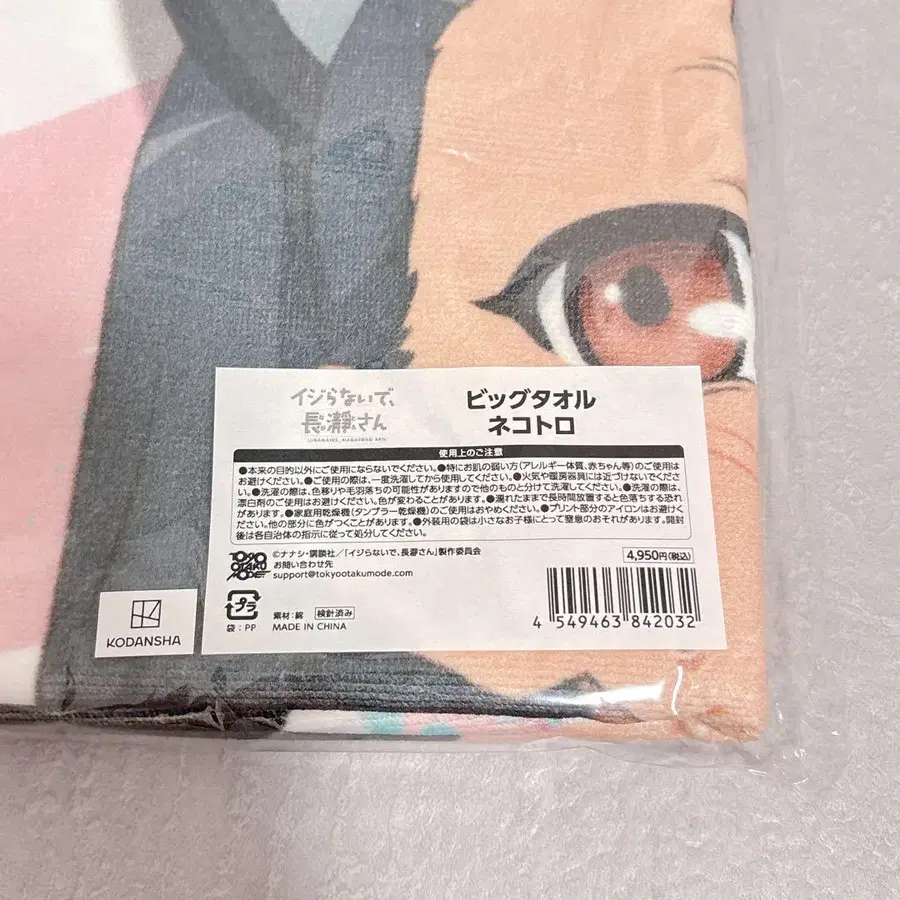 イジらないで、
長瀞さん
IJIRANAIDE, NAGATORO SAN
ビッグタオル
ネコトロ
使用上のご注意
●本来の目的以外にご使用にならないでください。●特にお肌の弱い方(アレルギー体質、赤ちゃん等)のご使用は
お避けください。●ご使用の際は、一度洗濯してから使用してください。●火気や暖房器具には近づけないでくださ
い。●洗濯の際は、色移りや毛羽落ちの可能性がありますので他のものと分けて洗濯してください。●洗濯の際は、
漂白剤のご使用はお避けください。色が変わることがあります。●濡れたままで長時間放置すると色落ちする恐れ
があります。●家庭用乾燥機(タンブラー乾燥機)のご使用はおやめください。●プリント部分のアイロンはお避けく
ださい。他の部分に色がつくことがあります。●外装用の袋は小さなお子様にとって窒息のおそれがあります。開封
後は各自治体の指示に従って処分してください。
TOKYO
OTAKU
MODE
©ナナシ・講談社/「イジらないで、長瀞さん」製作委員会
お問い合わせ先
support@tokyootakumode.com
4,950円(税込)
プラ
袋:PP
素材:綿 検針済み
MADE IN CHINA
4 549463 842032
KODANSHA